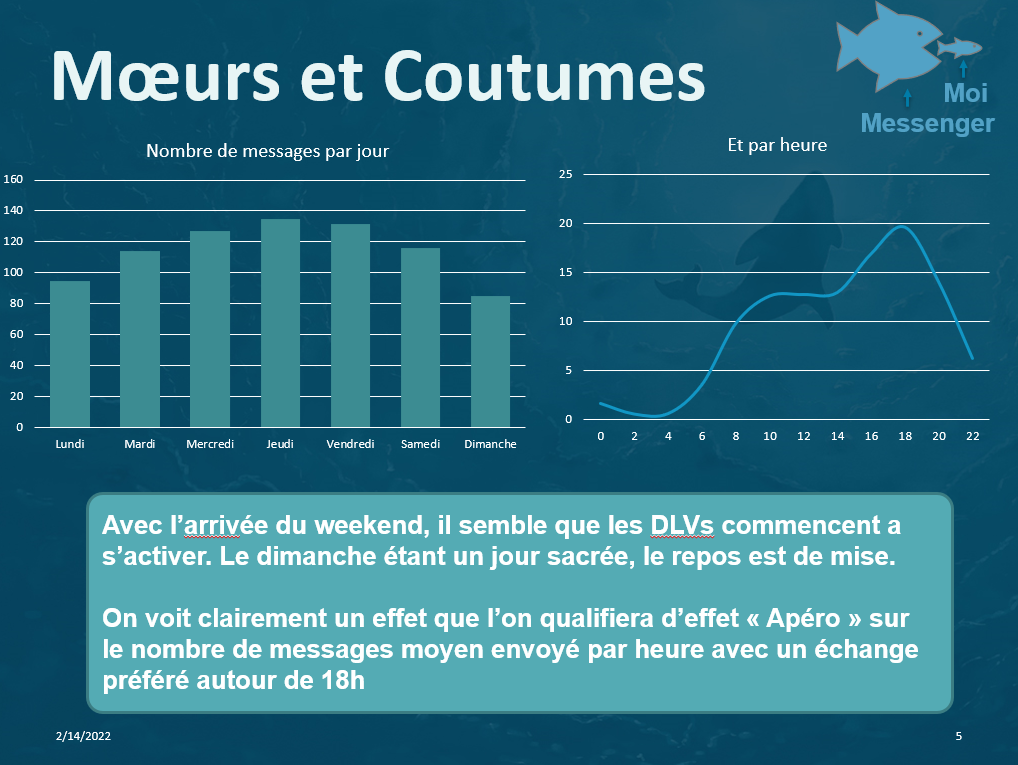 Mœurs et Coutumes
Moi
Messenger
Nombre de messages par jour
160
140
120
100
80
60
40
20
0
Lundi Mardi Mercredi Jeudi Vendredi Samedi Dimanche
Et par heure
25
20
15
10
5
0
0 2 4 6 8 10 12 14 16 18 20 22
Avec l’arrivée du weekend, il semble que les DLVs commencent a
s’activer. Le dimanche étant un jour sacrée, le repos est de mise.
On voit clairement un effet que l’on qualifiera d’effet « Apéro » sur
le nombre de messages moyen envoyé par heure avec un échange
préféré autour de 18h
2/14/2022
5